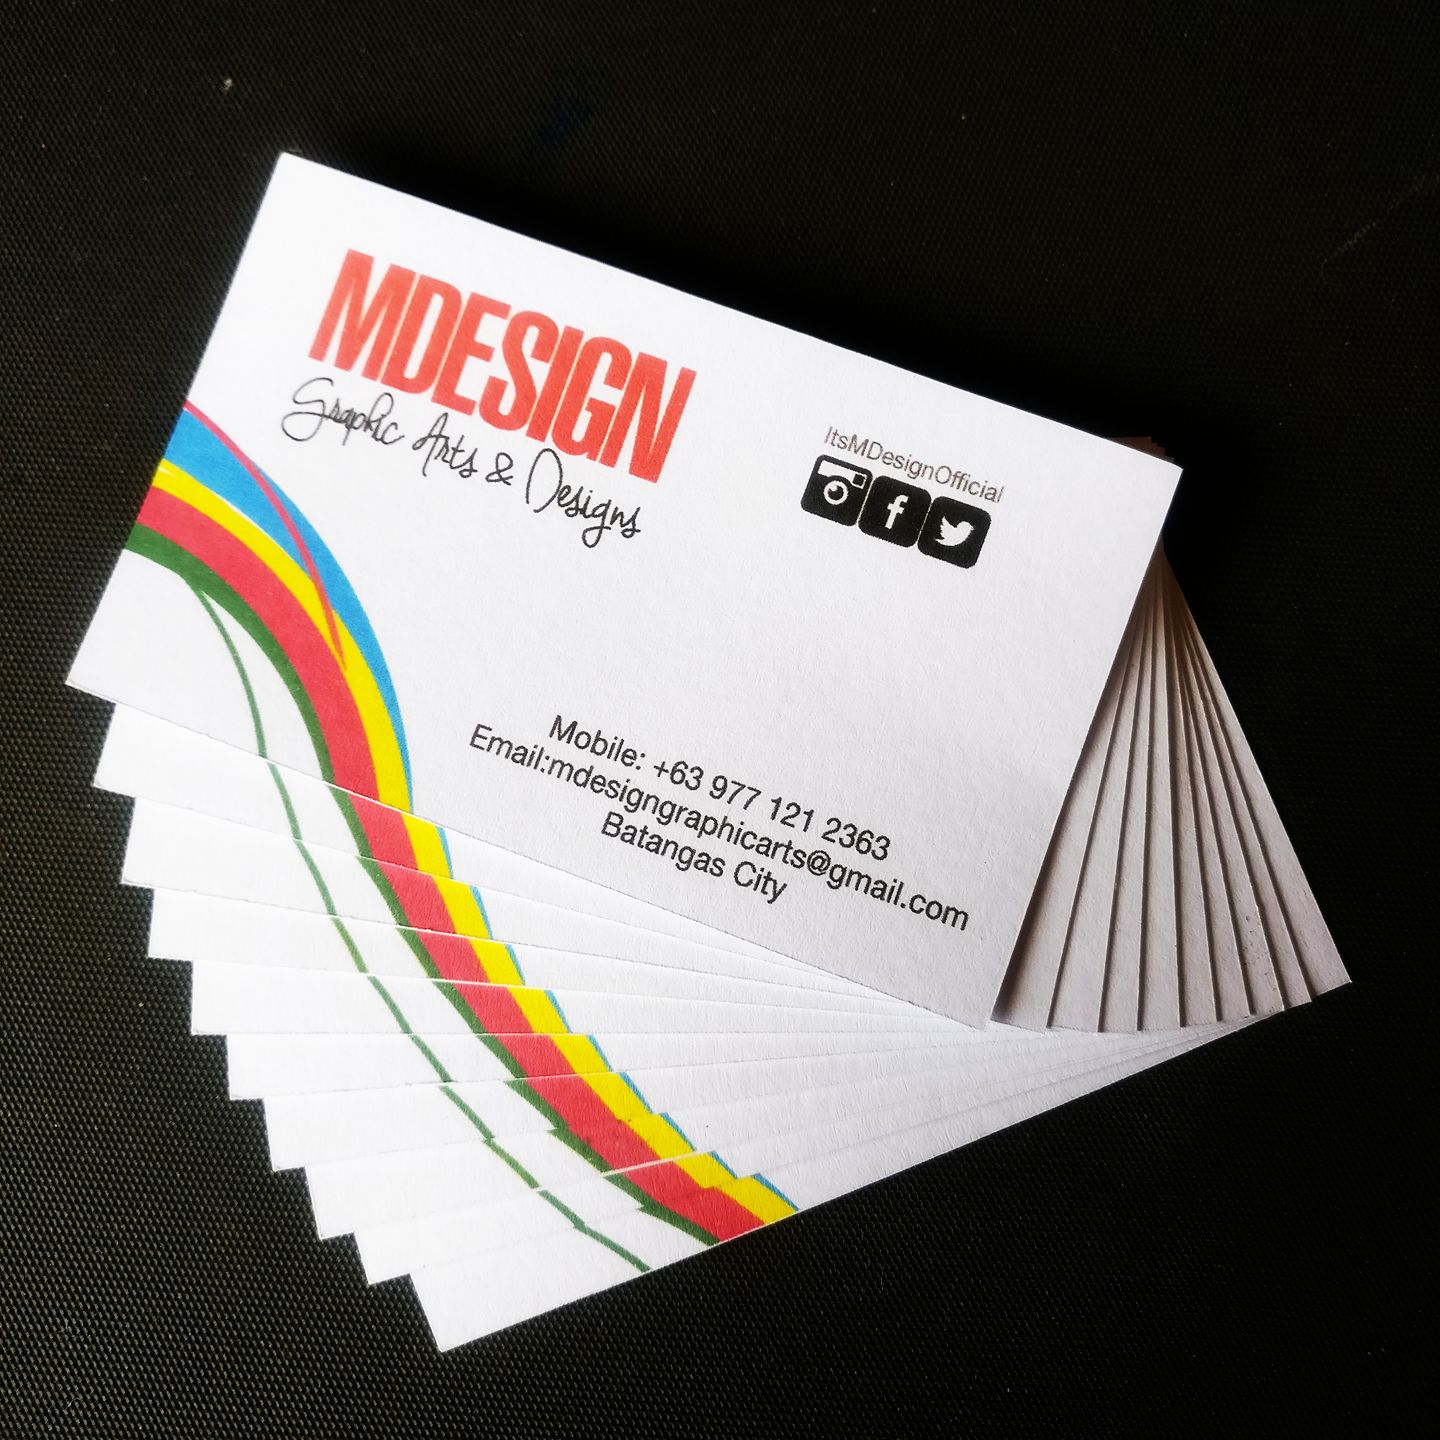 MDESIGN
Graphic Arts & Designs
ItsMDesignOfficial
Mobile: +63 977 121 2363
Email:mdesigngraphicarts@gmail.com
Batangas City